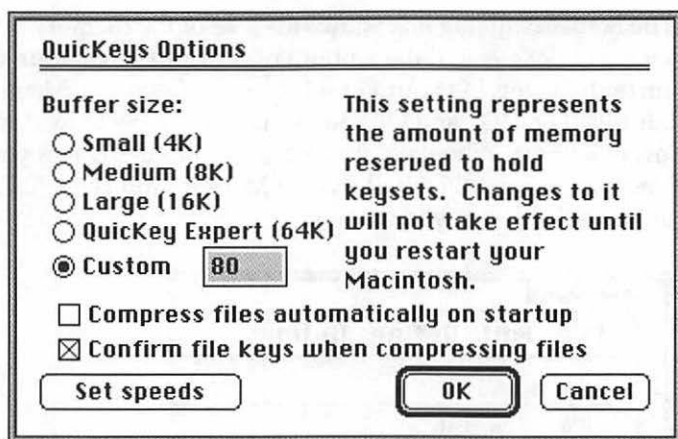 QuicKeys Options
Buffer size:
Small (4K)
Medium (8K)
Large (16K)
QuicKey Expert (64K)
Custom 80
This setting represents
the amount of memory
reserved to hold
keysets. Changes to it
will not take effect until
you restart your
Macintosh.
Compress files automatically on startup
Confirm file keys when compressing files
Set speeds OK Cancel